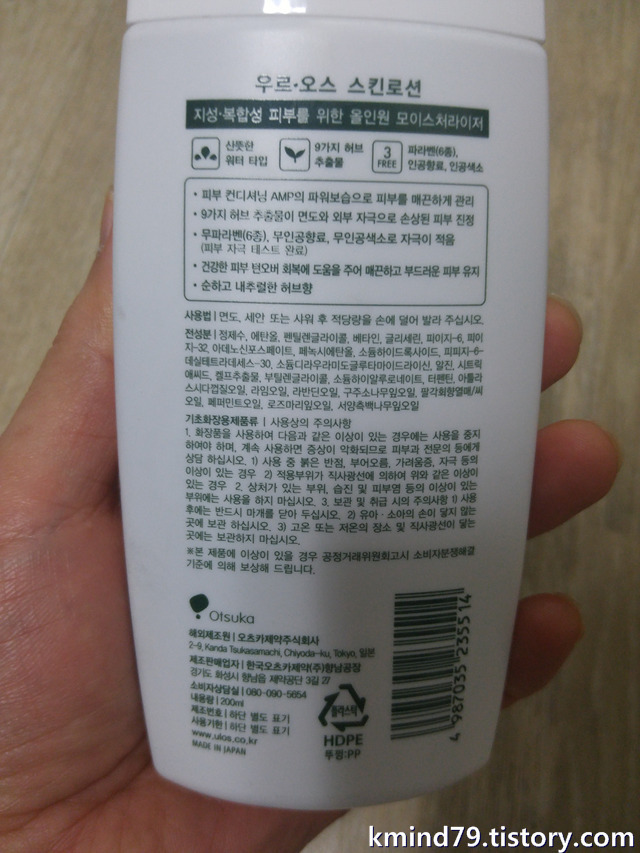 우르·오스 스킨로션
지성·복합성 피부를 위한 올인원 모이스처라이저
산뜻한
워터 타입
9가지 허브
추출물
3
FREE
파라벤(6종),
인공향료, 인공색소
• 피부 컨디셔닝 AMP의 파워보습으로 피부를 매끈하게 관리
• 9가지 허브 추출물이 면도와 외부 자극으로 손상된 피부 진정
• 무파라벤(6종), 무인공향료, 무인공색소로 자극이 적음
(피부 자극 테스트 완료)
• 건강한 피부 턴오버 회복에 도움을 주어 매끈하고 부드러운 피부 유지
• 순하고 내추럴한 허브향
사용법 | 면도, 세안 또는 샤워 후 적당량을 손에 덜어 발라 주십시오.
전성분 | 정제수, 에탄올, 펜틸렌글라이콜, 베타인, 글리세린, 피이지-6, 피이
지-32, 아데노신포스페이트, 페녹시에탄올, 소듐하이드록사이드, 피피지-6-
데실테트라데세스-30, 소듐디라우라미도글루타마이드라이신, 알진, 시트릭
애씨드, 켈프추출물, 부틸렌글라이콜, 소듐하이알루로네이트, 터펜틴, 아틀라
스시다껍질오일, 라임오일, 라반딘오일, 구주소나무잎오일, 팔각회향열매/씨
오일, 페퍼민트오일, 로즈마리잎오일, 서양측백나무잎오일
기초화장용제품류 | 사용상의 주의사항
1. 화장품을 사용하여 다음과 같은 이상이 있는 경우에는 사용을 중지
하여야 하며, 계속 사용하면 증상이 악화되므로 피부과 전문의 등에게
상담 하십시오. 1) 사용 중 붉은 반점, 부어오름, 가려움증, 자극 등의
이상이 있는 경우 2) 적용부위가 직사광선에 의하여 위와 같은 이상이
있는 경우 2. 상처가 있는 부위, 습진 및 피부염 등의 이상이 있는
부위에는 사용을 하지 마십시오. 3. 보관 및 취급 시의 주의사항 1) 사용
후에는 반드시 마개를 닫아 두십시오. 2) 유아·소아의 손이 닿지 않는
곳에 보관 하십시오. 3) 고온 또는 저온의 장소 및 직사광선이 닿는
곳에는 보관하지 마십시오.
※본 제품에 이상이 있을 경우 공정거래위원회고시 소비자분쟁해결
기준에 의해 보상해 드립니다.
Otsuka
해외제조원 | 오츠카제약주식회사
2-9, Kanda Tsukasamachi, Chiyoda-ku, Tokyo, 일본
제조판매업자 | 한국오츠카제약(주)향남공장
경기도 화성시 향남읍 제약공단 3길 27
소비자상담실 | 080-090-5654
내용량 | 200ml
제조번호 | 하단 별도 표기
사용기한 | 하단 별도 표기
www.ulos.co.kr
MADE IN JAPAN
플라스틱
HDPE
뚜껑:PP
4 987035 235514
kmind79.tistory.com